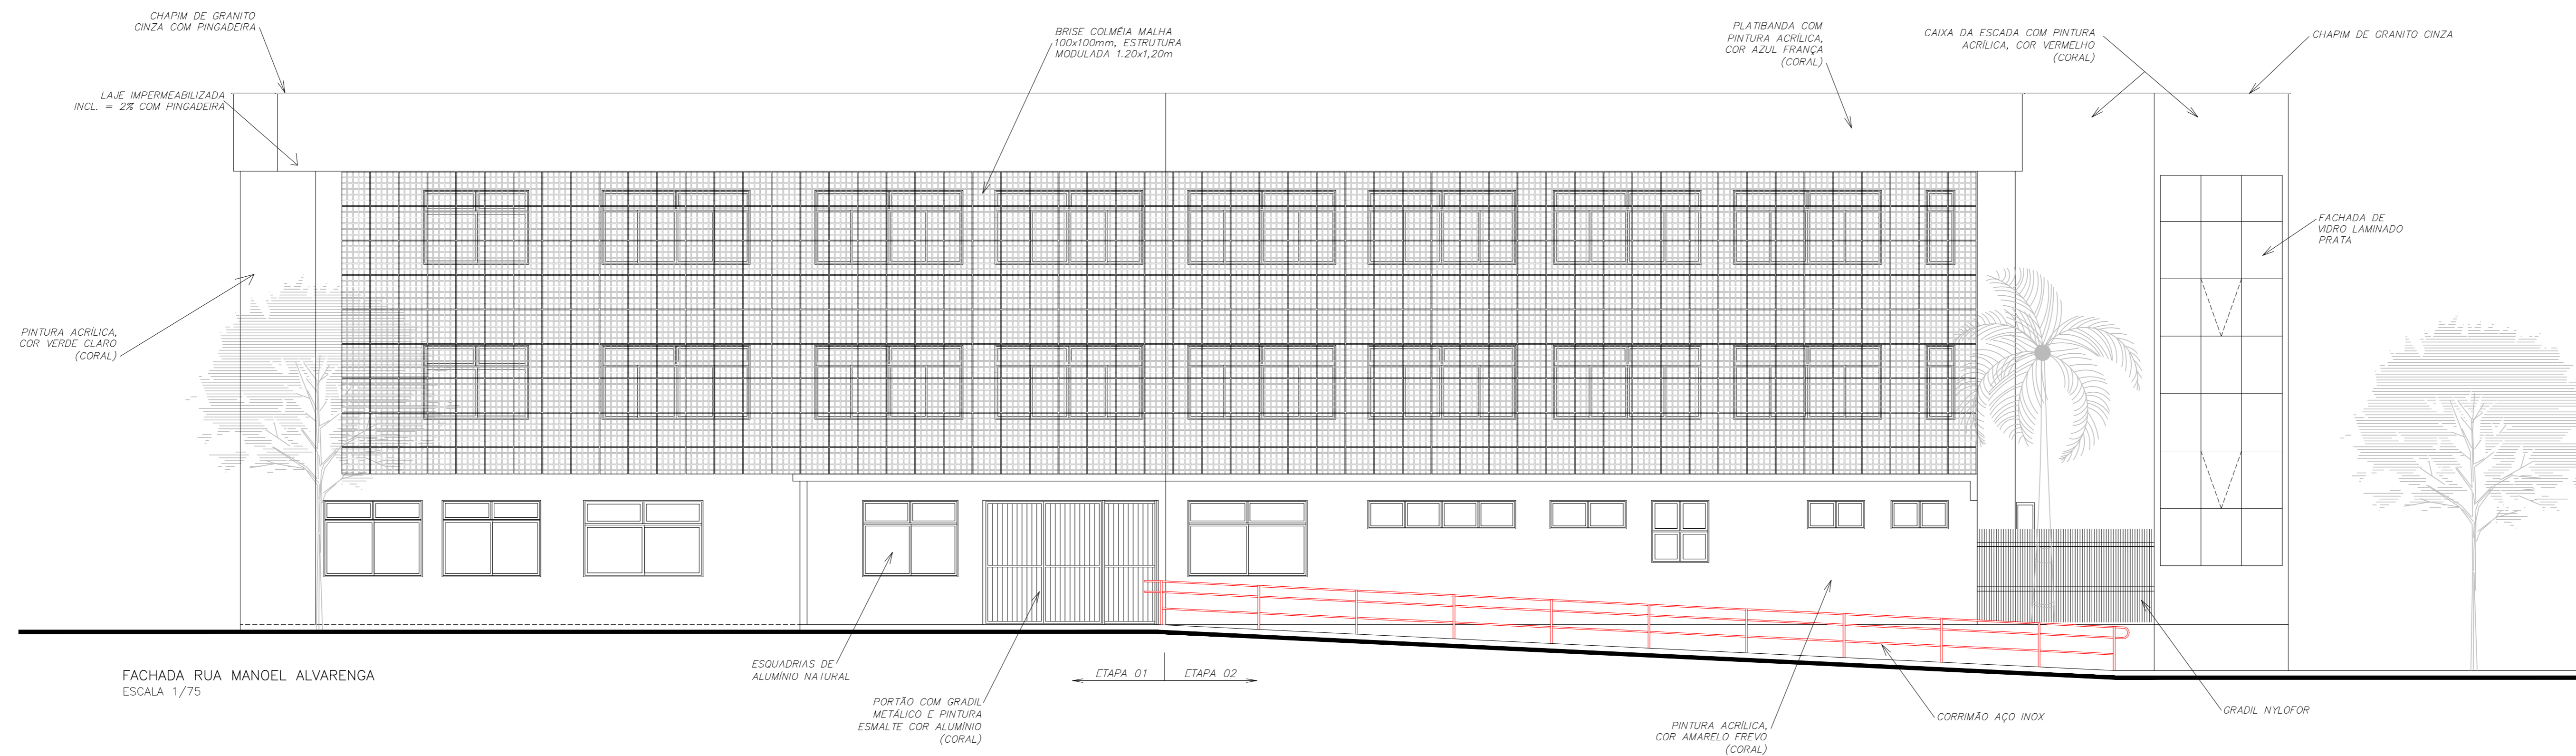 CHAPIM DE GRANITO
CINZA COM PINGADEIRA
LAJE IMPERMEABILIZADA
INCL. = 2% COM PINGADEIRA
BRISE COLMÉIA MALHA
100x100mm, ESTRUTURA
MODULADA 1.20x1,20m
PLATIBANDA COM
PINTURA ACRÍLICA,
COR AZUL FRANÇA
(CORAL)
CAIXA DA ESCADA COM PINTURA
ACRÍLICA, COR VERMELHO
(CORAL)
CHAPIM DE GRANITO CINZA
FACHADA DE
VIDRO LAMINADO
PRATA
PINTURA ACRÍLICA,
COR VERDE CLARO
(CORAL)
FACHADA RUA MANOEL ALVARENGA
ESCALA 1/75
ESQUADRIAS DE
ALUMÍNIO NATURAL
PORTÃO COM GRADIL
METÁLICO E PINTURA
ESMALTE COR ALUMÍNIO
(CORAL)
ETAPA 01
ETAPA 02
PINTURA ACRÍLICA,
COR AMARELO FREVO
(CORAL)
CORRIMÃO AÇO INOX
GRADIL NYLOFOR